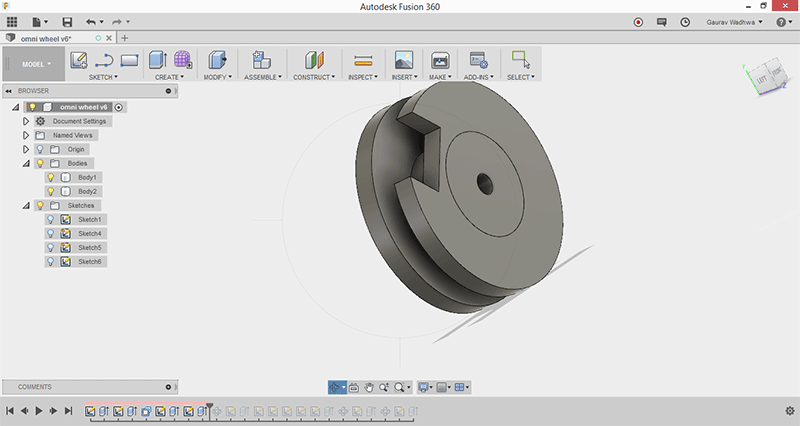 F
Autodesk Fusion 360
Gaurav Wadhwa
omni wheel v6*
MODEL
SKETCH
CREATE
MODIFY
ASSEMBLE
CONSTRUCT
INSPECT
INSERT
MAKE
ADD-INS
SELECT
BROWSER
omni wheel v6
Document Settings
Named Views
Origin
Bodies
Body1
Body2
Sketches
Sketch1
Sketch4
Sketch5
Sketch6
LEFT
COMMENTS